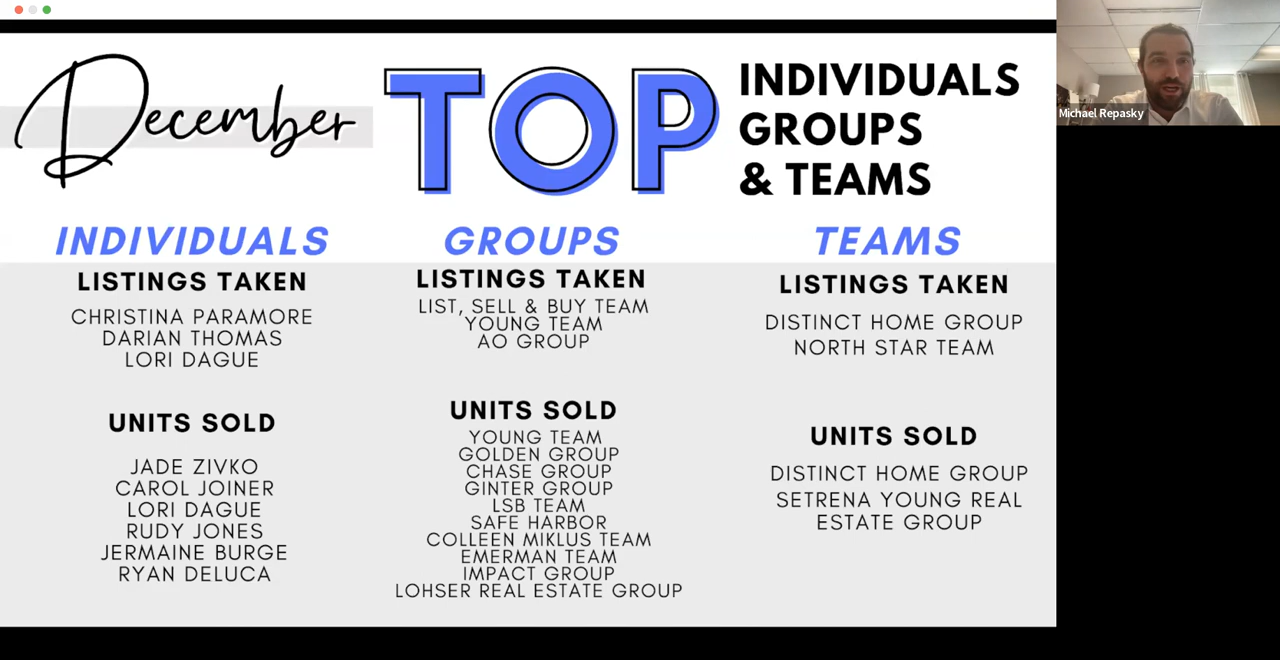 December
TOP
INDIVIDUALS
GROUPS
& TEAMS
INDIVIDUALS
LISTINGS TAKEN
CHRISTINA PARAMORE
DARIAN THOMAS
LORI DAGUE
UNITS SOLD
JADE ZIVKO
CAROL JOINER
LORI DAGUE
RUDY JONES
JERMAINE BURGE
RYAN DELUCA
GROUPS
LISTINGS TAKEN
LIST, SELL & BUY TEAM
YOUNG TEAM
AO GROUP
UNITS SOLD
YOUNG TEAM
GOLDEN GROUP
CHASE GROUP
GINTER GROUP
LSB TEAM
SAFE HARBOR
COLLEEN MIKLUS TEAM
EMERMAN TEAM
IMPACT GROUP
LOHSER REAL ESTATE GROUP
TEAMS
LISTINGS TAKEN
DISTINCT HOME GROUP
NORTH STAR TEAM
UNITS SOLD
DISTINCT HOME GROUP
SETRENA YOUNG REAL
ESTATE GROUP
Michael Repasky